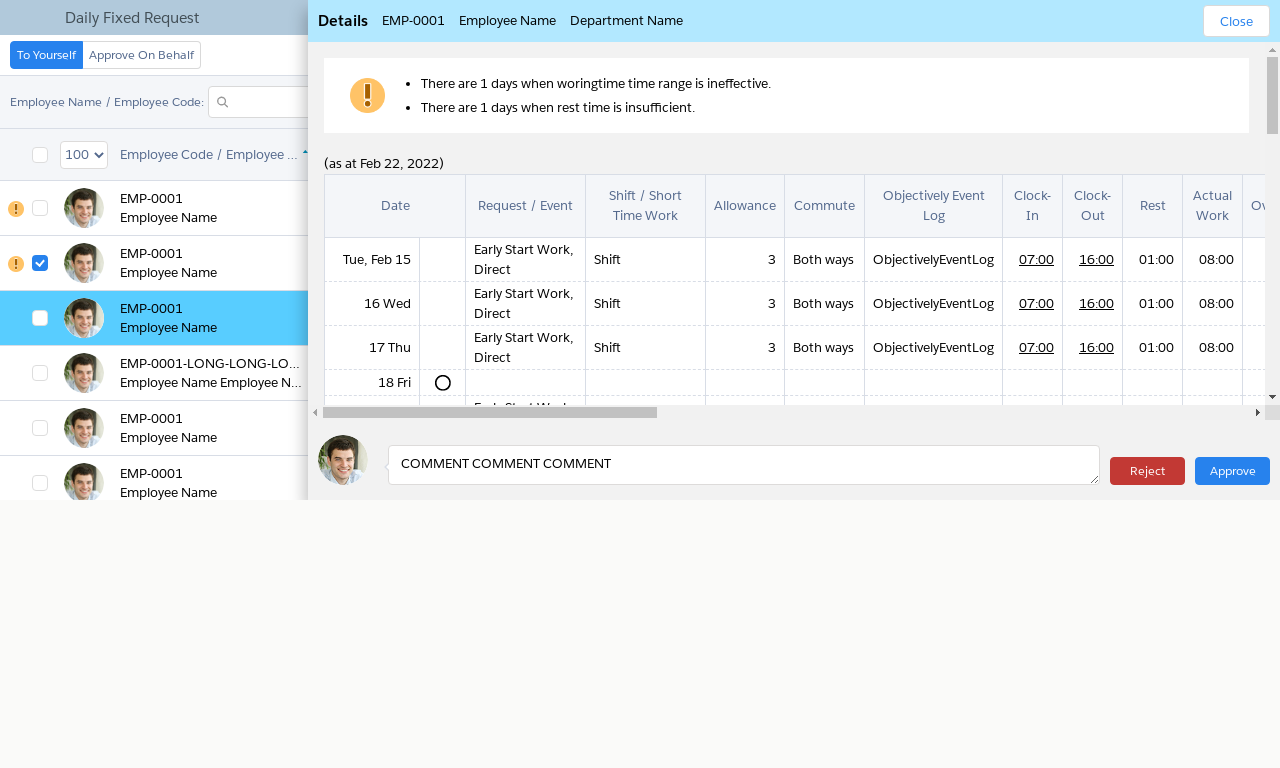 Daily Fixed Request
To Yourself
Approve On Behalf
Employee Name / Employee Code:
100
Employee Code / Employee ...
EMP-0001
Employee Name
EMP-0001
Employee Name
EMP-0001
Employee Name
EMP-0001-LONG-LONG-LO...
Employee Name Employee N...
EMP-0001
Employee Name
EMP-0001
Employee Name
Details EMP-0001 Employee Name Department Name
Close
There are 1 days when woringtime time range is ineffective.
There are 1 days when rest time is insufficient.
(as at Feb 22, 2022)
Date
Request / Event
Shift / Short
Time Work
Allowance
Commute
Objectively Event
Log
Clock-
In
Clock-
Out
Rest
Actual
Work
Tue, Feb 15
Early Start Work,
Direct
Shift
3
Both ways
ObjectivelyEventLog
07:00
16:00
01:00
08:00
16 Wed
Early Start Work,
Direct
Shift
3
Both ways
ObjectivelyEventLog
07:00
16:00
01:00
08:00
17 Thu
Early Start Work,
Direct
Shift
3
Both ways
ObjectivelyEventLog
07:00
16:00
01:00
08:00
18 Fri
COMMENT COMMENT COMMENT
Reject
Approve